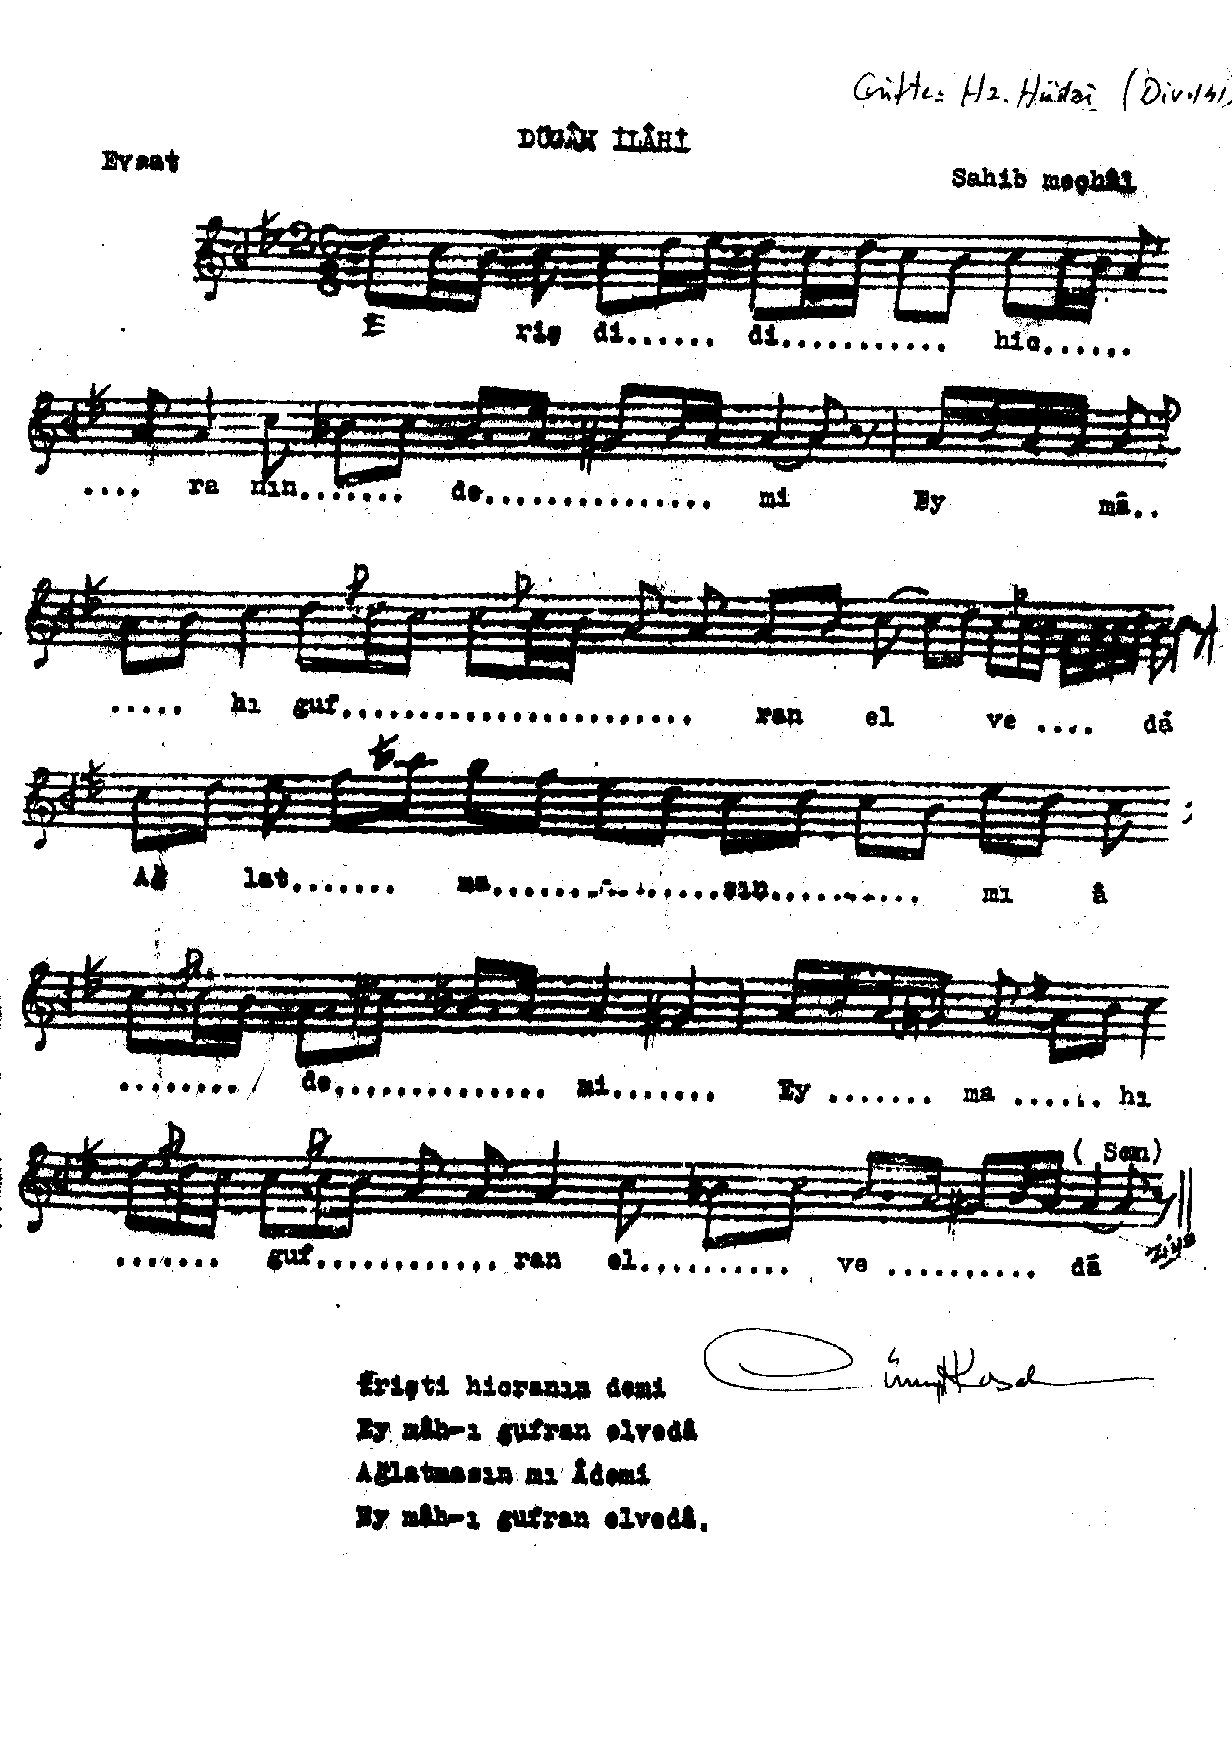 Güfte: Hz. Hüdai (Divanı)
DÜGÂH İLÂHİ
Evsat
Sahib meçhûl
26
8
E riş di...... di........... hic......
.... ra nın....... de............... mi Ey mâ..
..... hı guf....................... ran el ve .... dâ
Ağ lat....... ma...............sın.......... mı â
........ de.............. mi....... Ey ....... ma ...... hı
( Son)
....... guf............ ran el.......... ve .......... dâ
Erişti hicranın demi
Ey mâh-ı gufran elvedâ
Ağlatmasın mı Âdemi
Ey mâh-ı gufran elvedâ.